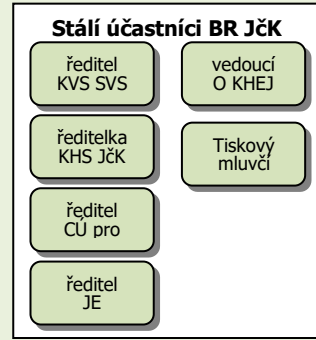 Stálí účastníci BR JčK
ředitel
KVS SVS
vedoucí
O KHEJ
ředitelka
KHS JčK
Tiskový
mluvčí
ředitel
CÚ pro
ředitel
JE